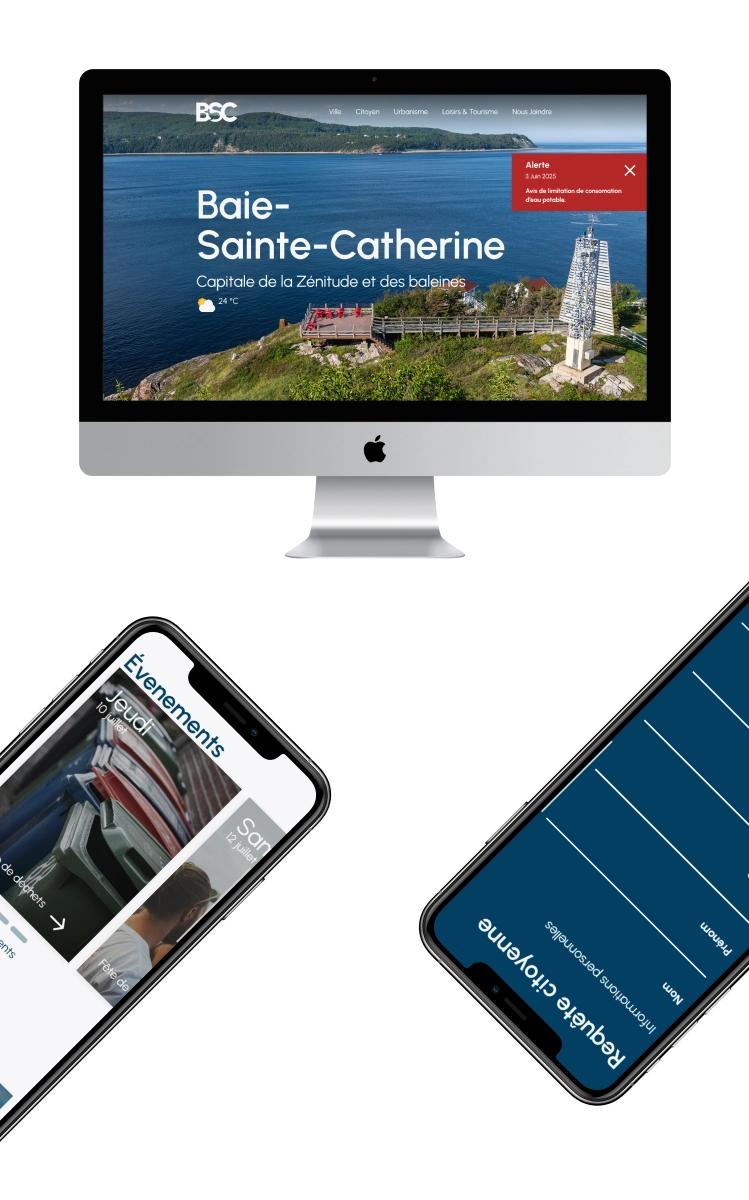 BSC
Ville Citoyen Urbanisme Loisirs & Tourisme Nous Joindre
Alerte
3 Juin 2025
Avis de limitation de consomation
d'eau potable.
Baie-
Sainte-Catherine
Capitale de la Zénitude et des baleines
24 °C
Évenements
Jeudi
10 juillet
de déchets
San
12 juillet
Fête de
ents
Requête citoyenne
Informations personnelles
Nom
Prénom